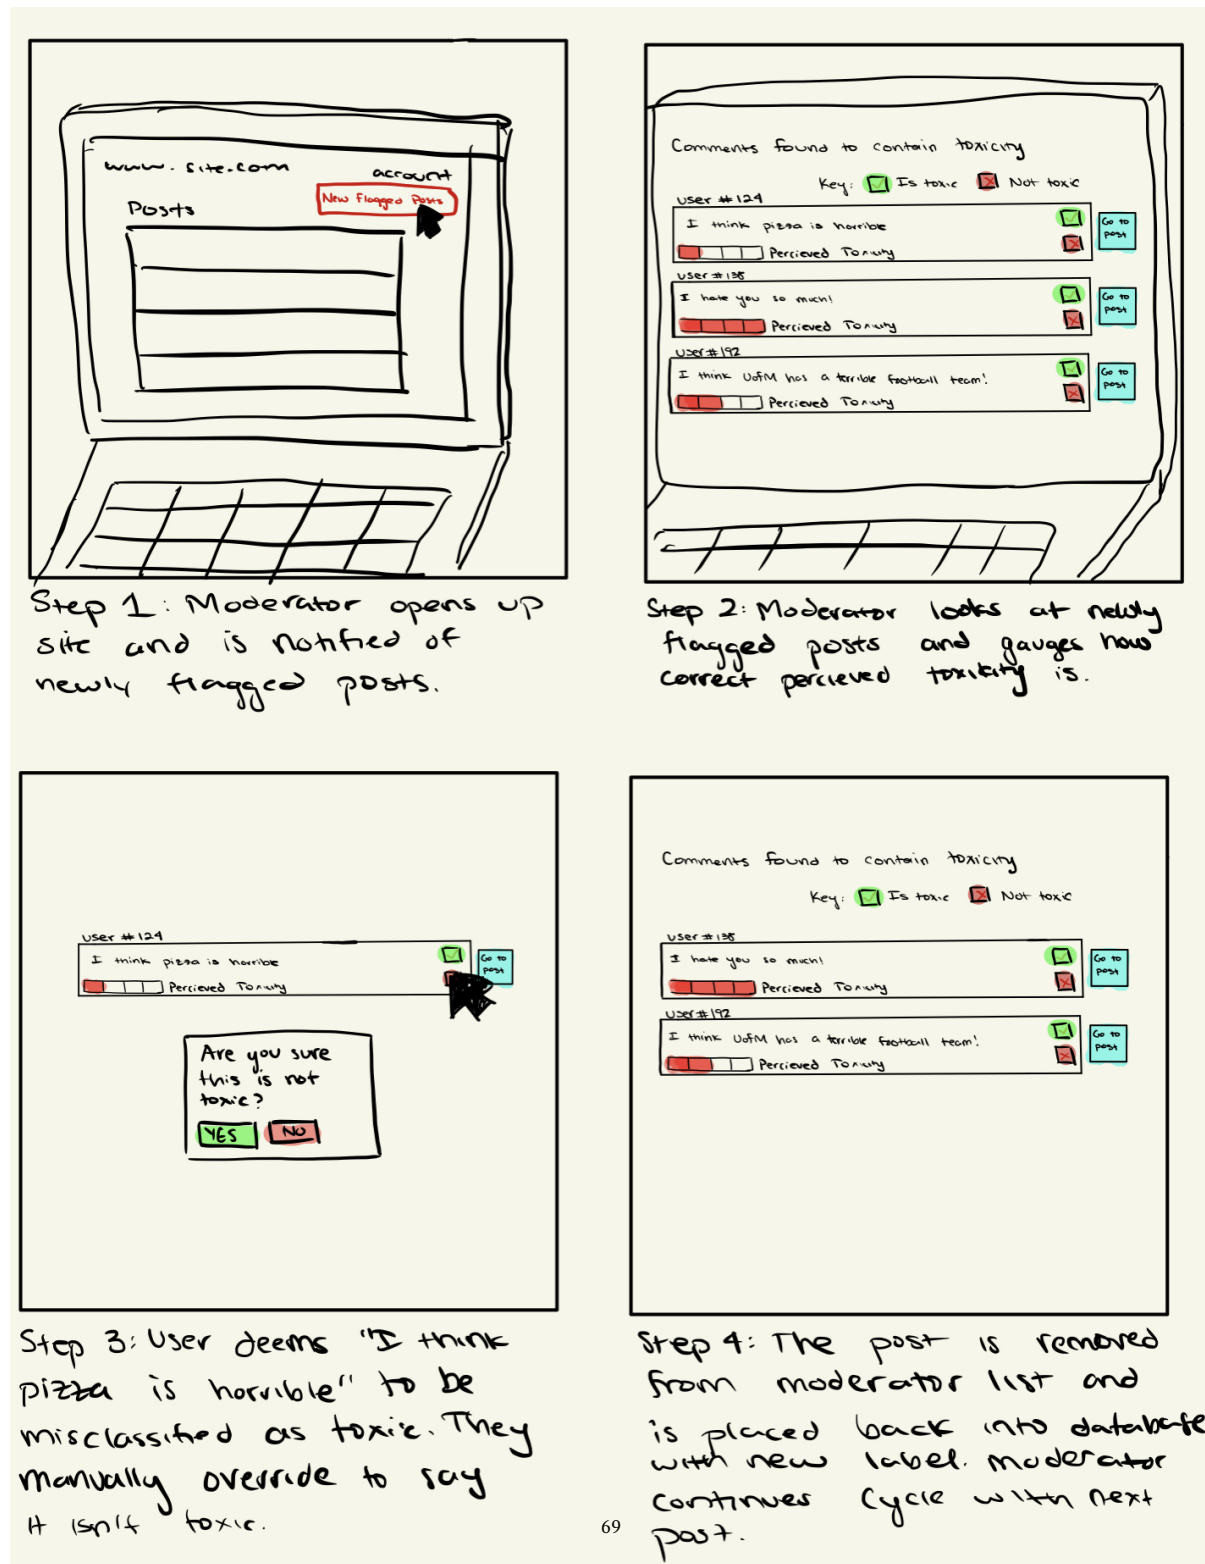 www.site.com
account
New Flagged Posts
Posts
Step 1: Moderator opens up
site and is notified of
newly flagged posts.
Comments found to contain toxicity
Key: Is toxic Not toxic
user #124
I think pizza is horrible
Percieved Toxicity
Go to
post
user #138
I hate you so much!
Percieved Toxicity
Go to
post
user #192
I think UofM has a terrible football team!
Percieved Toxicity
Go to
post
Step 2: Moderator looks at newly
flagged posts and gauges how
correct percieved toxicity is.
user #124
I think pizza is horrible
Percieved Toxicity
Go to
post
Are you sure
this is not
toxic?
YES NO
Step 3: User deems "I think
pizza is horrible" to be
misclassified as toxic. They
manually override to say
it isn't toxic.
Comments found to contain toxicity
Key: Is toxic Not toxic
user #138
I hate you so much!
Percieved Toxicity
Go to
post
user #192
I think UofM has a terrible football team!
Percieved Toxicity
Go to
post
Step 4: The post is removed
from moderator list and
is placed back into database
with new label. Moderator
continues cycle with next
post.
69